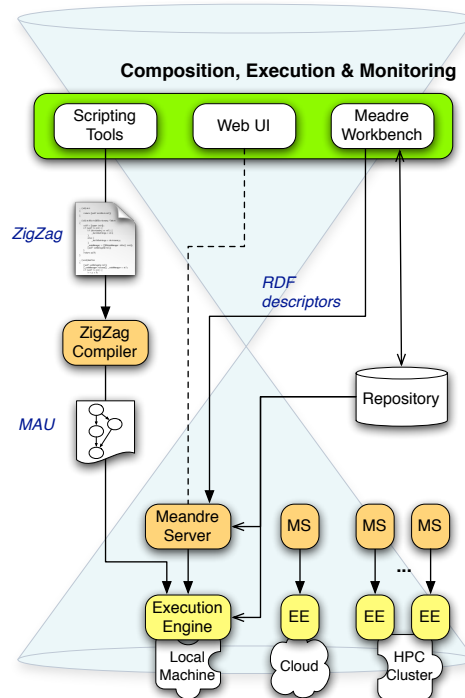 Composition, Execution & Monitoring
Scripting
Tools
Web UI
Meadre
Workbench
ZigZag
RDF
descriptors
ZigZag
Compiler
Repository
MAU
Meandre
Server
MS
MS
MS
...
Execution
Engine
EE
EE
EE
Local
Machine
Cloud
HPC
Cluster